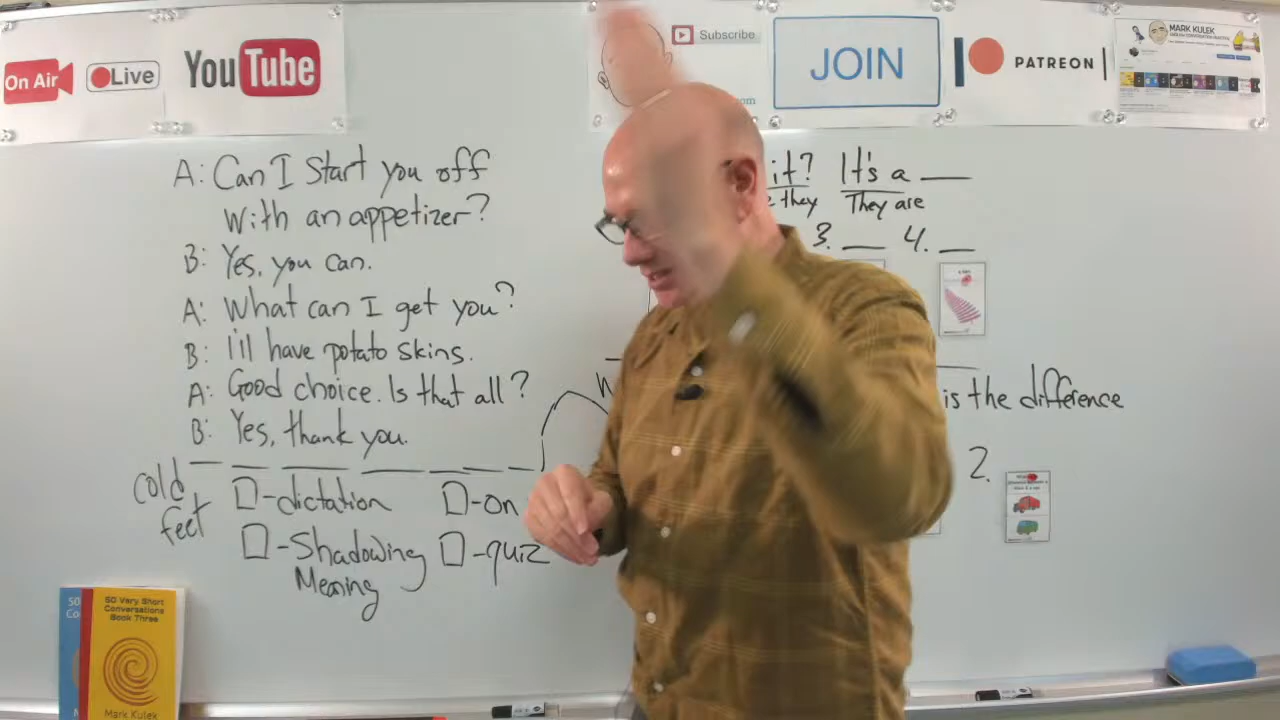 On Air
Live
YouTube
Subscribe
JOIN
PATREON
MARK KULEK
A: Can I start you off
with an appetizer?
B: Yes, you can.
A: What can I get you?
B: I'll have potato skins.
A: Good choice. Is that all?
B: Yes, thank you.
cold
feet
-dictation
-on
-Shadowing
-quiz
Meaning
it? It's a
they They are
3. 4.
is the difference
2.
50 Very Short
Conversations
Book Three
Mark Kulek